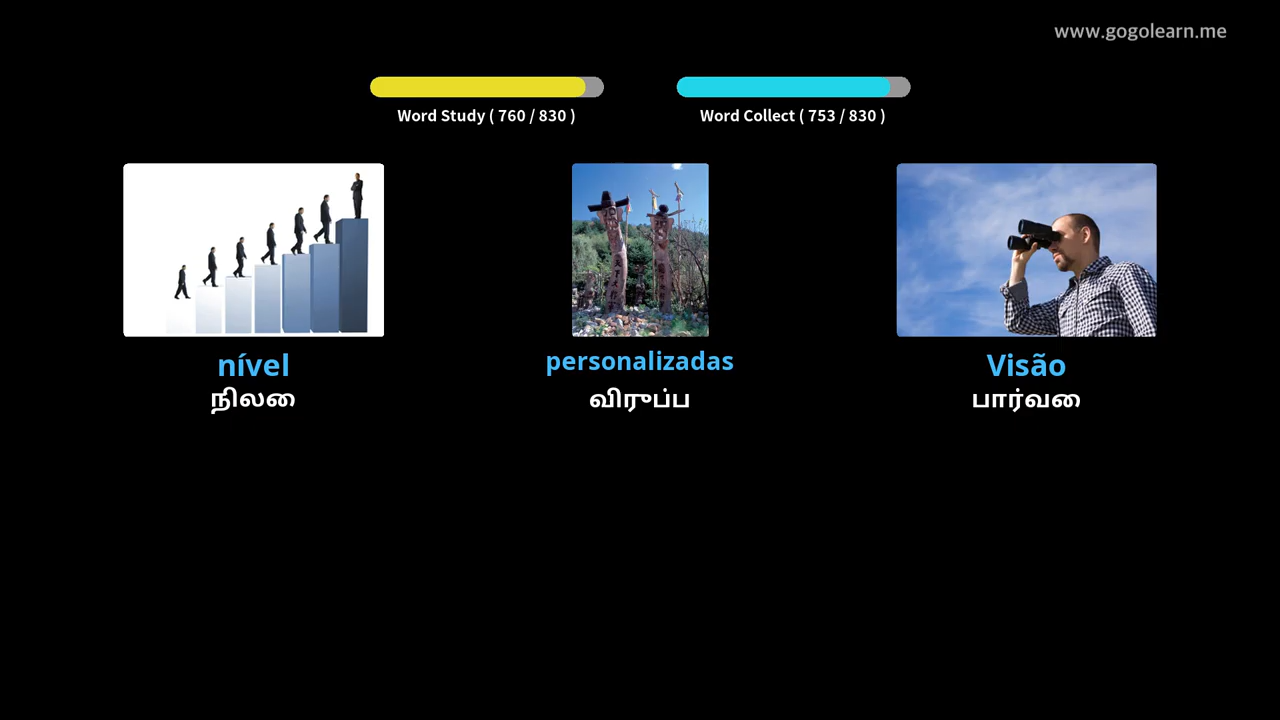 www.gogolearn.me
Word Study ( 760 / 830 )
Word Collect ( 753 / 830 )
nível
personalizadas
Visão
நிலை
விருப்ப
பார்வை